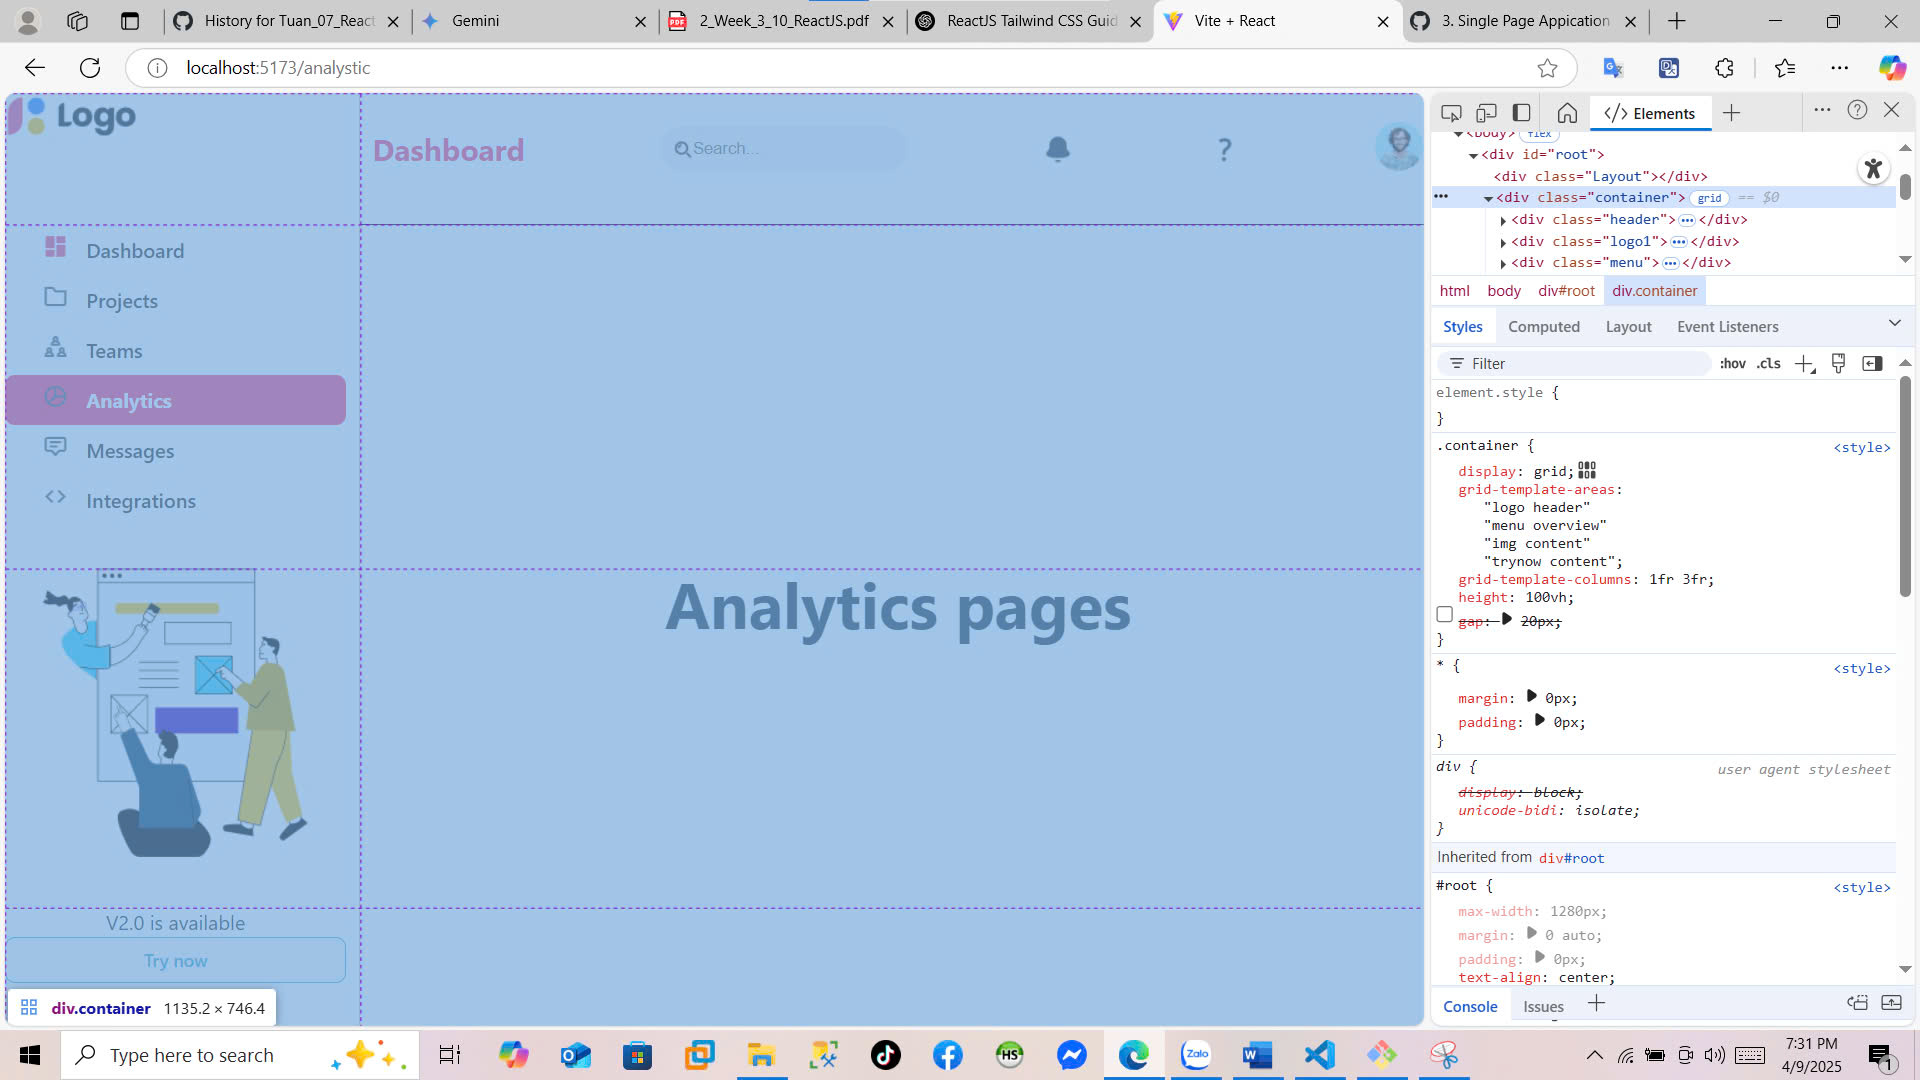 History for Tuan_07_React
Gemini
2_Week_3_10_ReactJS.pdf
ReactJS Tailwind CSS Guid
Vite + React
3. Single Page Appication
localhost:5173/analystic
Logo
Dashboard
Search...
?
Dashboard
Projects
Teams
Analytics
Messages
Integrations
Analytics pages
V2.0 is available
Try now
div.container 1135.2 × 746.4
Elements
<body> flex
<div id="root">
<div class="Layout"></div>
<div class="container"> grid == $0
<div class="header"> ••• </div>
<div class="logo1"> ••• </div>
<div class="menu"> ••• </div>
html body div#root div.container
Styles Computed Layout Event Listeners
Filter :hov .cls
element.style {
}
.container { <style>
display: grid;
grid-template-areas:
"logo header"
"menu overview"
"img content"
"trynow content";
grid-template-columns: 1fr 3fr;
height: 100vh;
gap: 20px;
}
* { <style>
margin: 0px;
padding: 0px;
}
div { user agent stylesheet
display: block;
unicode-bidi: isolate;
}
Inherited from div#root
#root { <style>
max-width: 1280px;
margin: 0 auto;
padding: 0px;
text-align: center;
Console Issues
Type here to search
HS
Zalo
7:31 PM
4/9/2025
1